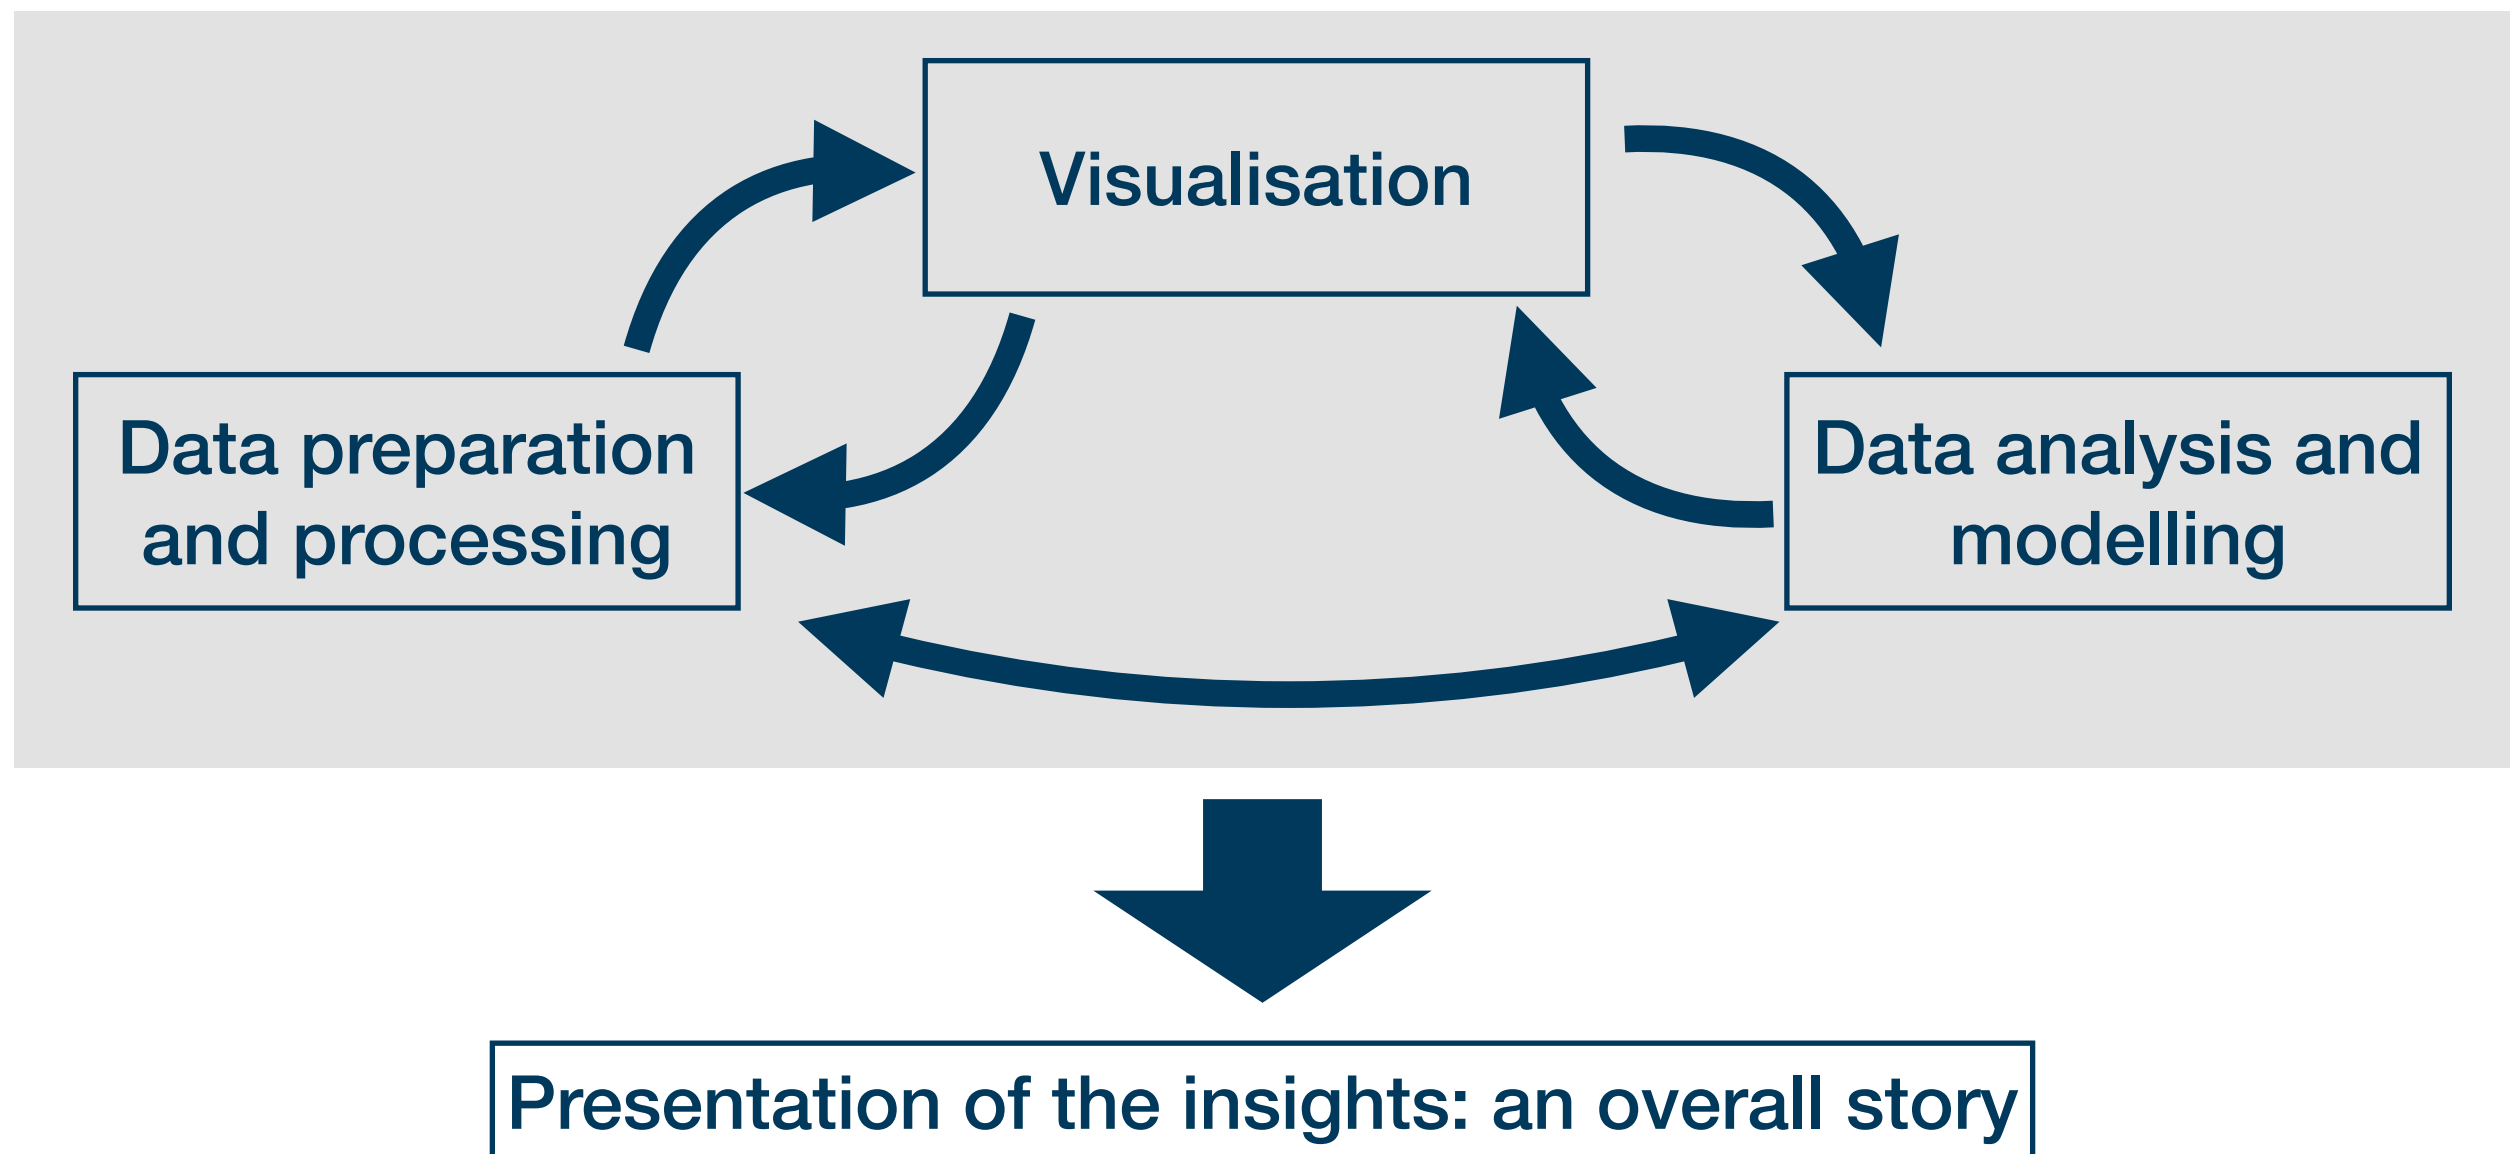 Visualisation
Data preparation
and processing
Data analysis and
modelling
Presentation of the insights: an overall story